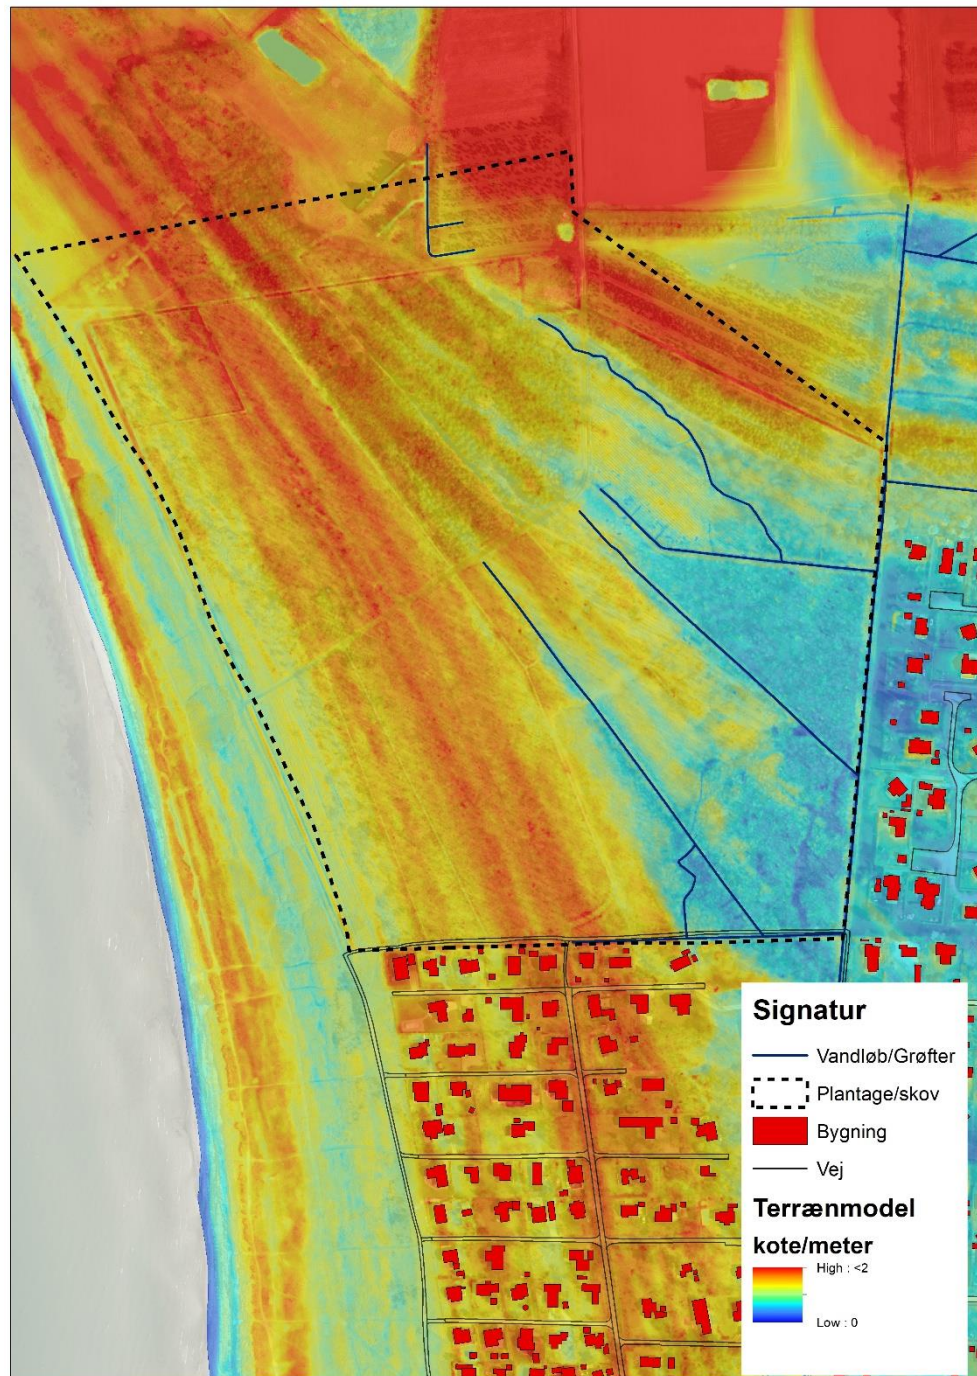 Signatur
Vandløb/Grøfter
Plantage/skov
Bygning
Vej
Terrænmodel
kote/meter
High : <2
Low : 0